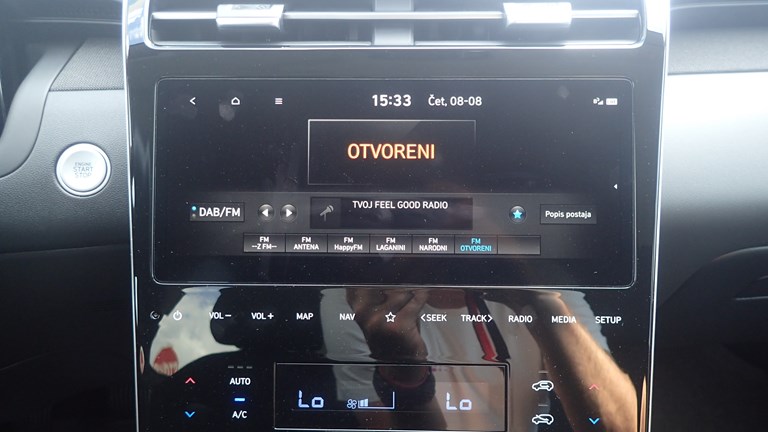 15:33 Čet, 08-08
OTVORENI
ENGINE
START
STOP
DAB/FM
TVOJ FEEL GOOD RADIO
Popis postaja
FM FM FM FM FM FM
—Z FM— ANTENA HappyFM LAGANINI NARODNI OTVORENI
VOL− VOL+ MAP NAV <SEEK TRACK> RADIO MEDIA SETUP
AUTO
Lo Lo
A/C